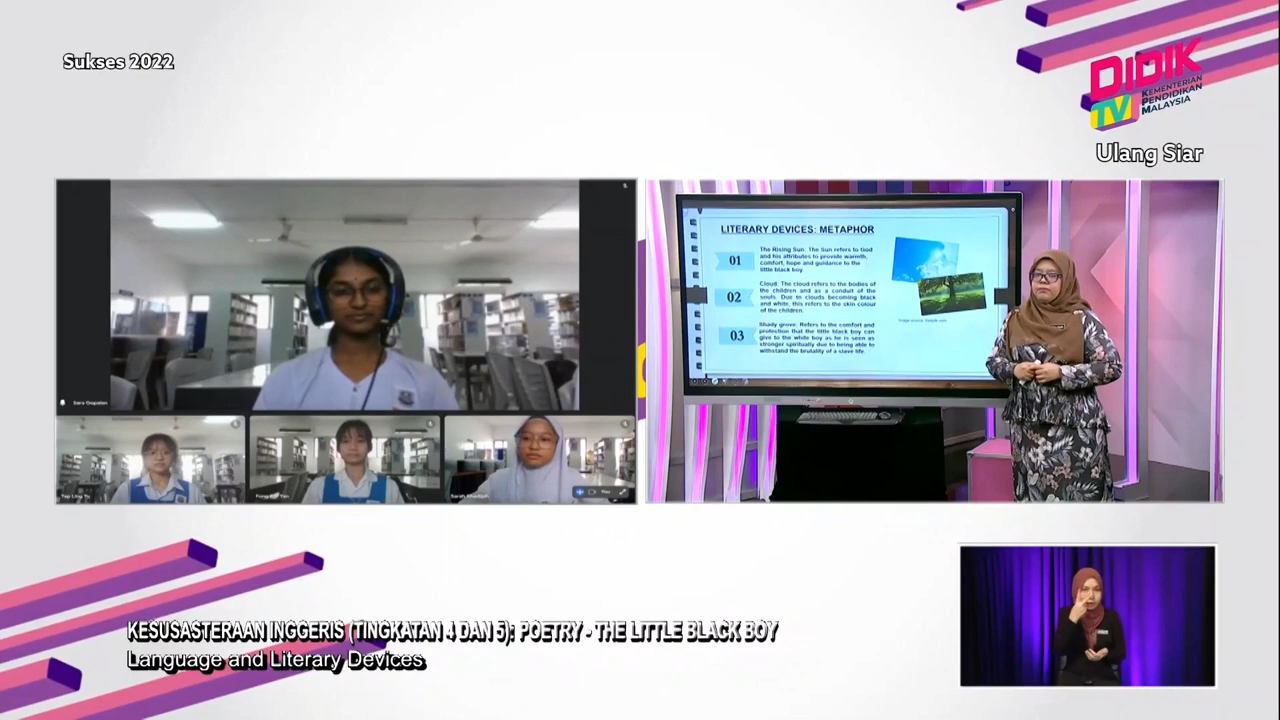 Sukses 2022
DIDIK
TV
KEMENTERIAN
PENDIDIKAN
MALAYSIA
Ulang Siar
LITERARY DEVICES: METAPHOR
01
The Rising Sun: The Sun refers to God
and his attributes to provide warmth,
comfort, hope and guidance to the
little black boy
02
Cloud: The cloud refers to the bodies of
the children and as a conduit of the
souls. Due to clouds becoming black
and white, this refers to the skin colour
of the children.
03
Shady grove: Refers to the comfort and
protection that the little black boy can
give to the white boy as he is seen as
stronger spiritually due to being able to
withstand the brutality of a slave life.
Sara Gopalan
KESUSASTERAAN INGGERIS (TINGKATAN 4 DAN 5): POETRY - THE LITTLE BLACK BOY
Language and Literary Devices